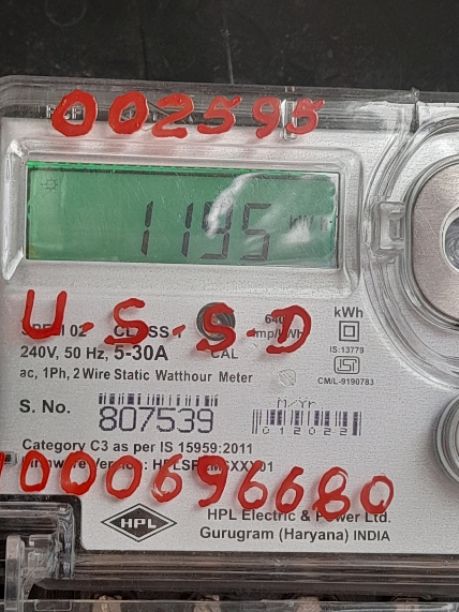 002595
1195 kWh
U-S-S-D
CLASS 1
kWh
240V, 50 Hz, 5-30A
CAL
IS:13779
ac, 1Ph, 2 Wire Static Watthour Meter
CM/L-9190783
S. No.
807539
M/Yr
012022
Category C3 as per IS 15959:2011
1000696680
HPL
HPL Electric & Power Ltd.
Gurugram (Haryana) INDIA